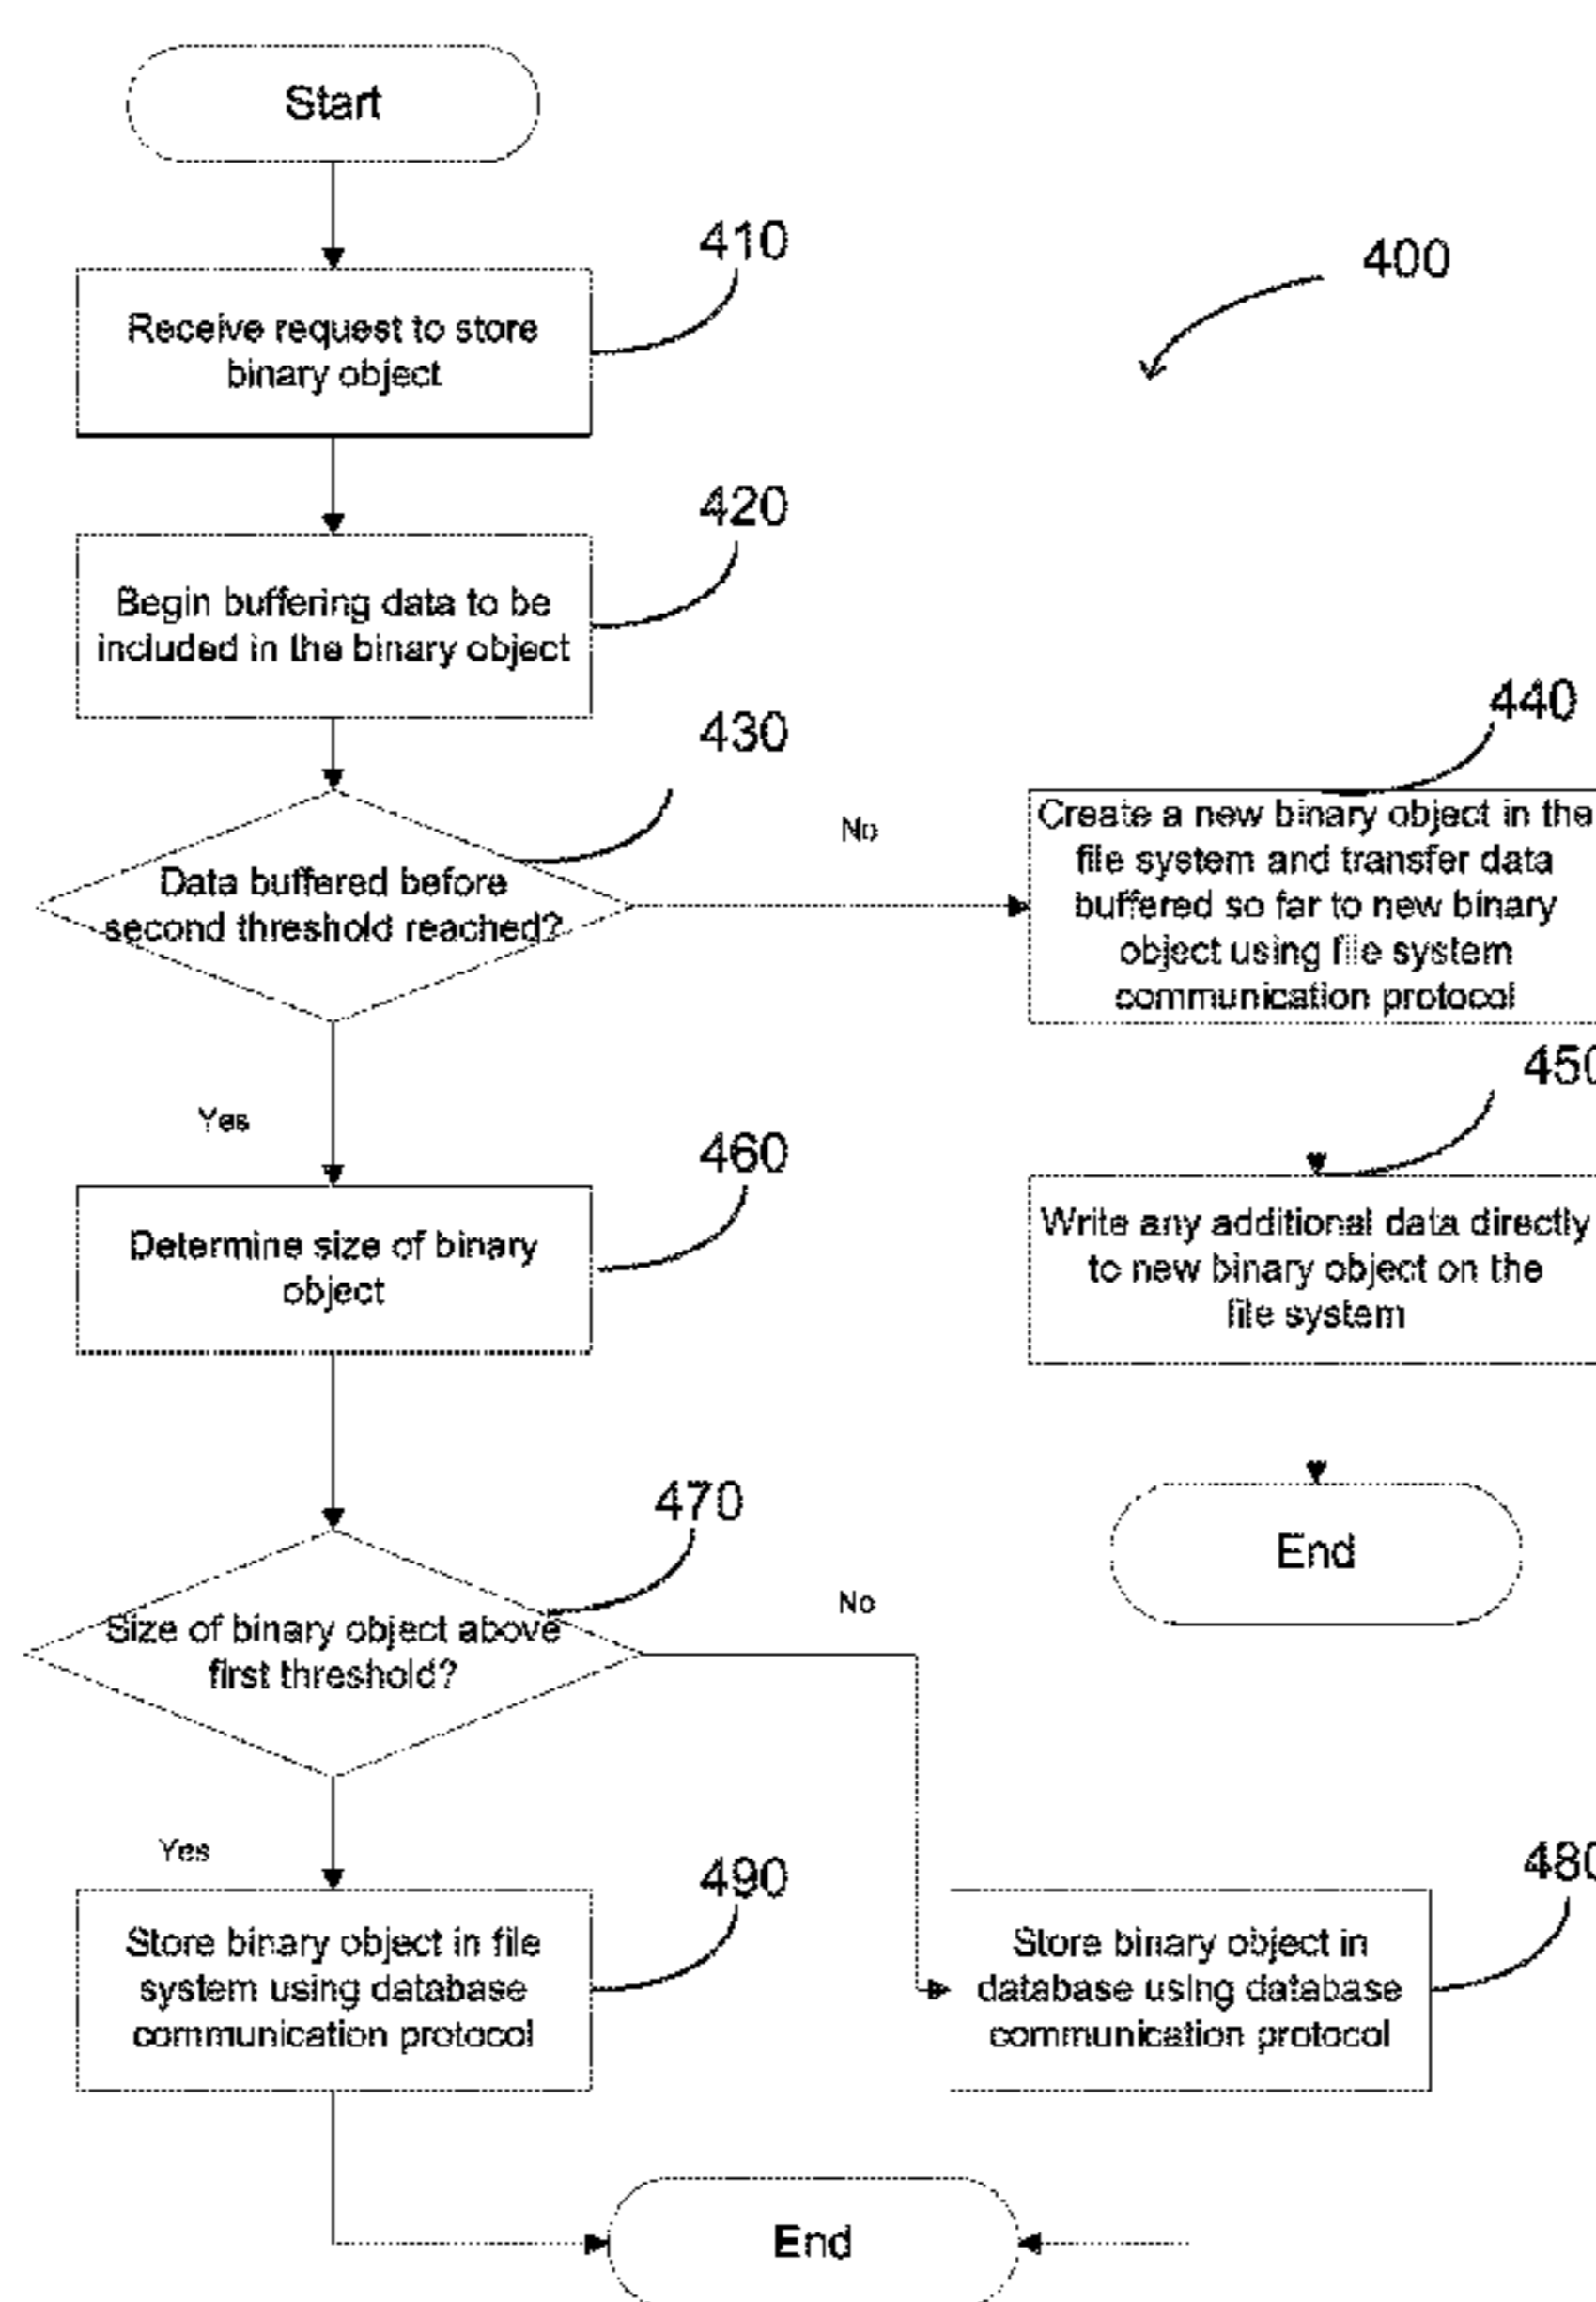 Start
410
400
Receive request to store
binary object
420
Begin buffering data to be
included in the binary object
430
440
No
Data buffered before
second threshold reached?
Create a new binary object in the
file system and transfer data
buffered so far to new binary
object using file system
communication protocol
450
Yes
460
Determine size of binary
object
Write any additional data directly
to new binary object on the
file system
470
End
No
Size of binary object above
first threshold?
Yes
490
480
Store binary object in file
system using database
communication protocol
Store binary object in
database using database
communication protocol
End